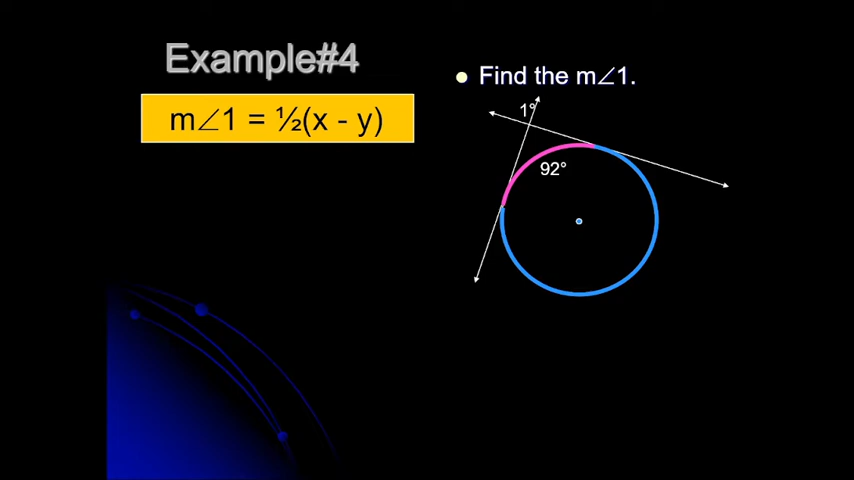 Example#4
m∠1 = ½(x - y)
Find the m∠1.
1°
92°